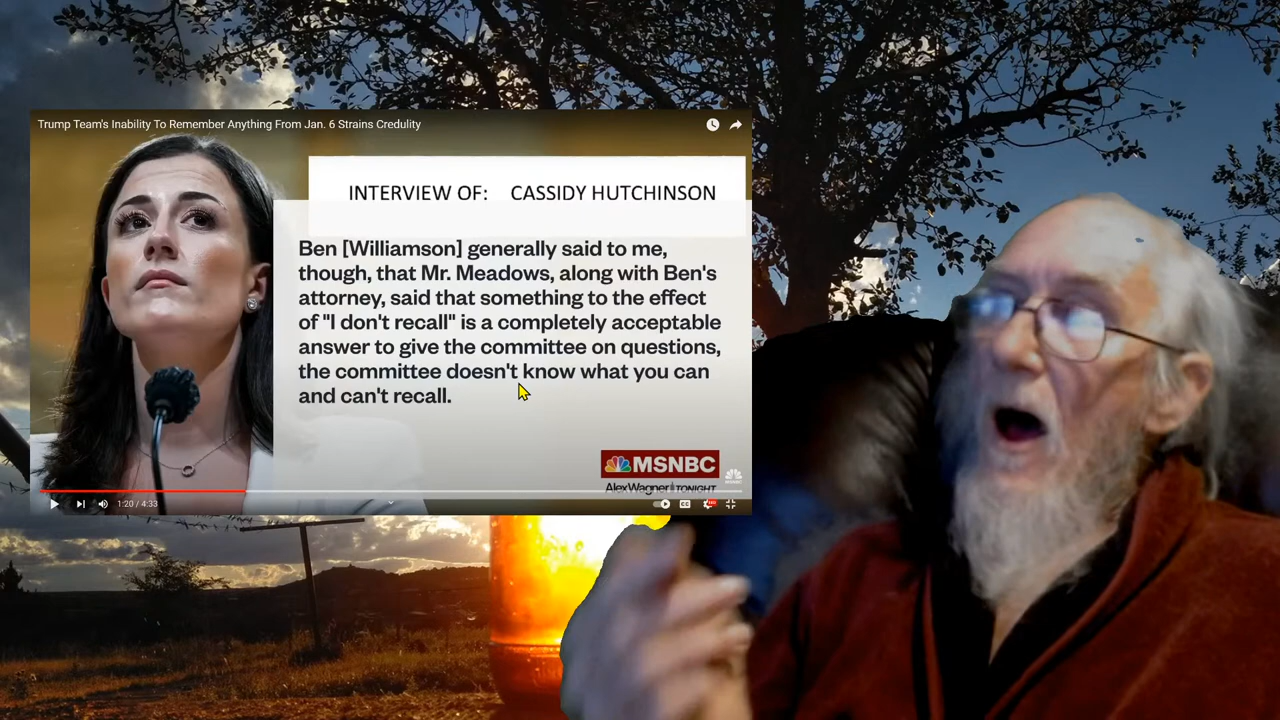 Trump Team's Inability To Remember Anything From Jan. 6 Strains Credulity
INTERVIEW OF: CASSIDY HUTCHINSON
Ben [Williamson] generally said to me,
though, that Mr. Meadows, along with Ben's
attorney, said that something to the effect
of "I don't recall" is a completely acceptable
answer to give the committee on questions,
the committee doesn't know what you can
and can't recall.
MSNBC
AlexWagner TONIGHT
MSNBC
1:20 / 4:33
CC